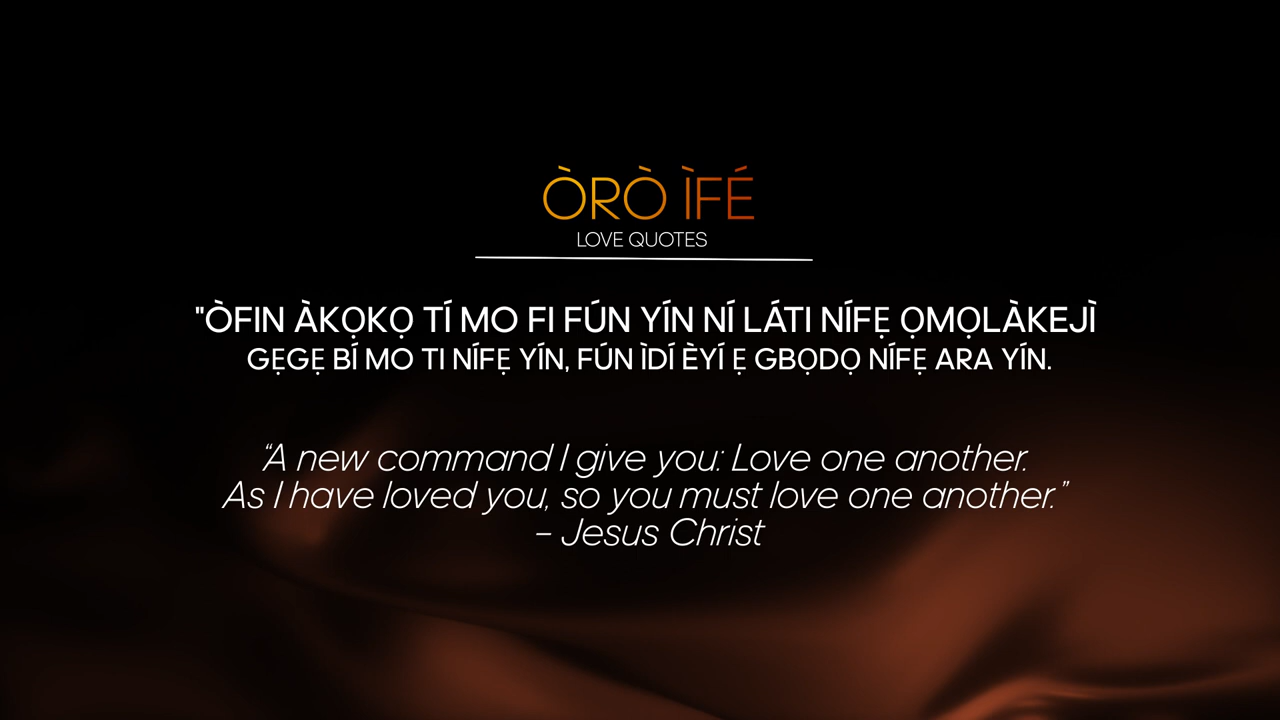 ÒRÒ ÌFÉ
LOVE QUOTES
"ÒFIN ÀKỌKỌ TÍ MO FI FÚN YÍN NÍ LÁTI NÍFẸ ỌMỌLÀKEJÌ
GẸGẸ BÍ MO TI NÍFẸ YÍN, FÚN ÌDÍ ÈYÍ Ẹ GBỌDỌ NÍFẸ ARA YÍN.
“A new command I give you: Love one another.
As I have loved you, so you must love one another.”
– Jesus Christ